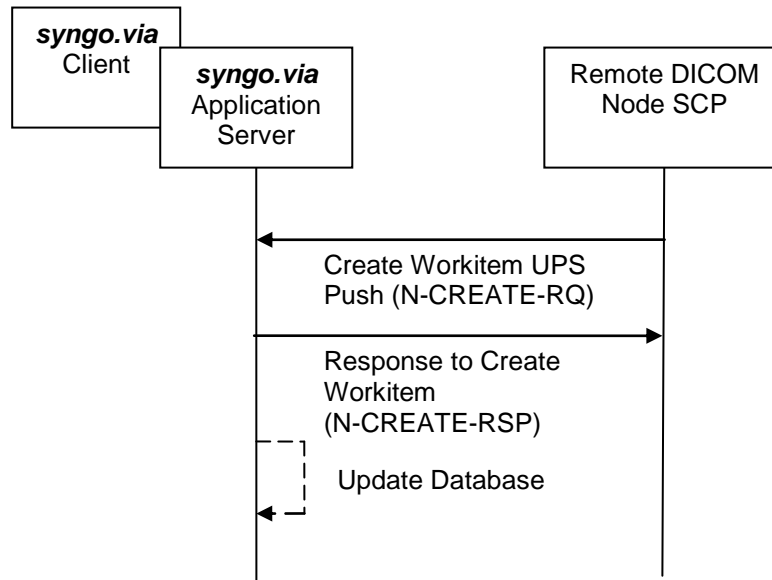 syngo.via
Client
syngo.via
Application
Server
Remote DICOM
Node SCP
Create Workitem UPS
Push (N-CREATE-RQ)
Response to Create
Workitem
(N-CREATE-RSP)
Update Database